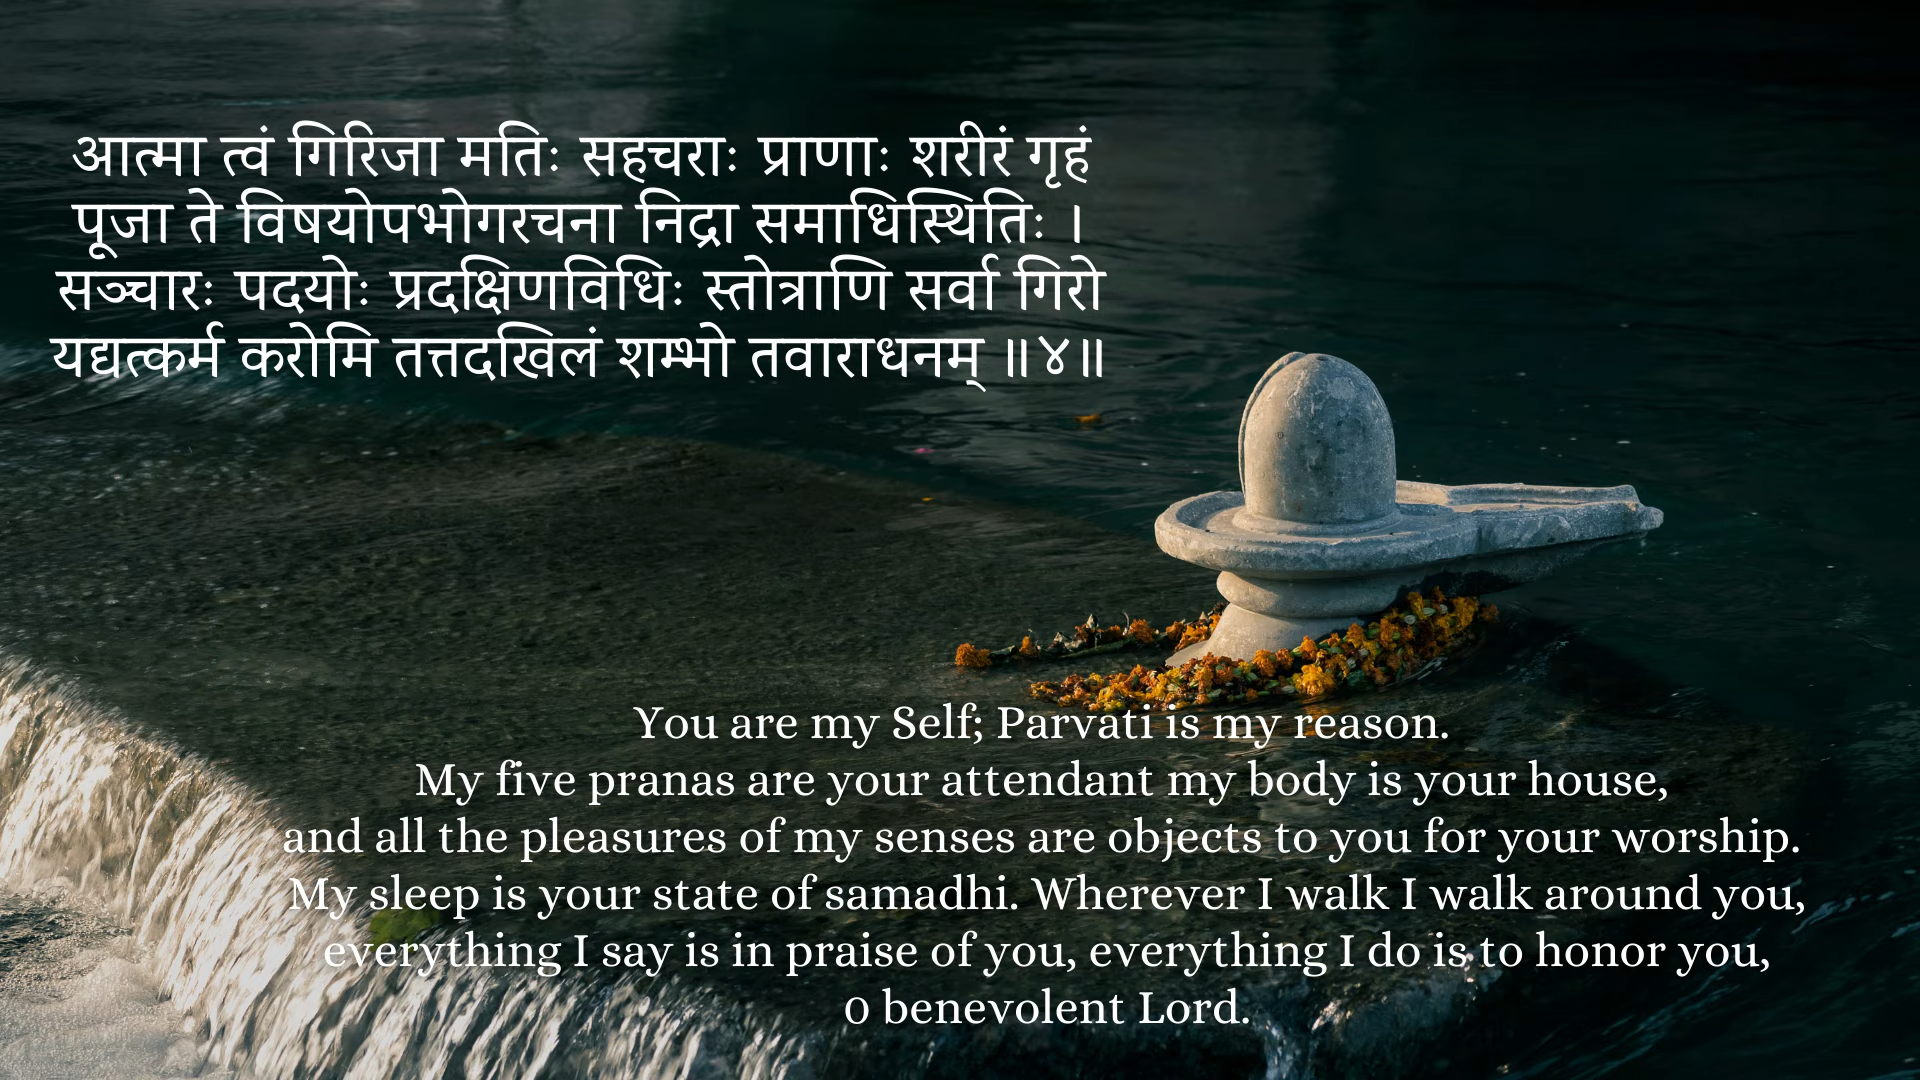 आत्मा त्वं गिरिजा मतिः सहचराः प्राणाः शरीरं गृहं
पूजा ते विषयोपभोगरचना निद्रा समाधिस्थितिः ।
सञ्चारः पदयोः प्रदक्षिणविधिः स्तोत्राणि सर्वा गिरो
यद्यत्कर्म करोमि तत्तदखिलं शम्भो तवाराधनम् ॥४॥
You are my Self; Parvati is my reason.
My five pranas are your attendant my body is your house,
and all the pleasures of my senses are objects to you for your worship.
My sleep is your state of samadhi. Wherever I walk I walk around you,
everything I say is in praise of you, everything I do is to honor you,
0 benevolent Lord.